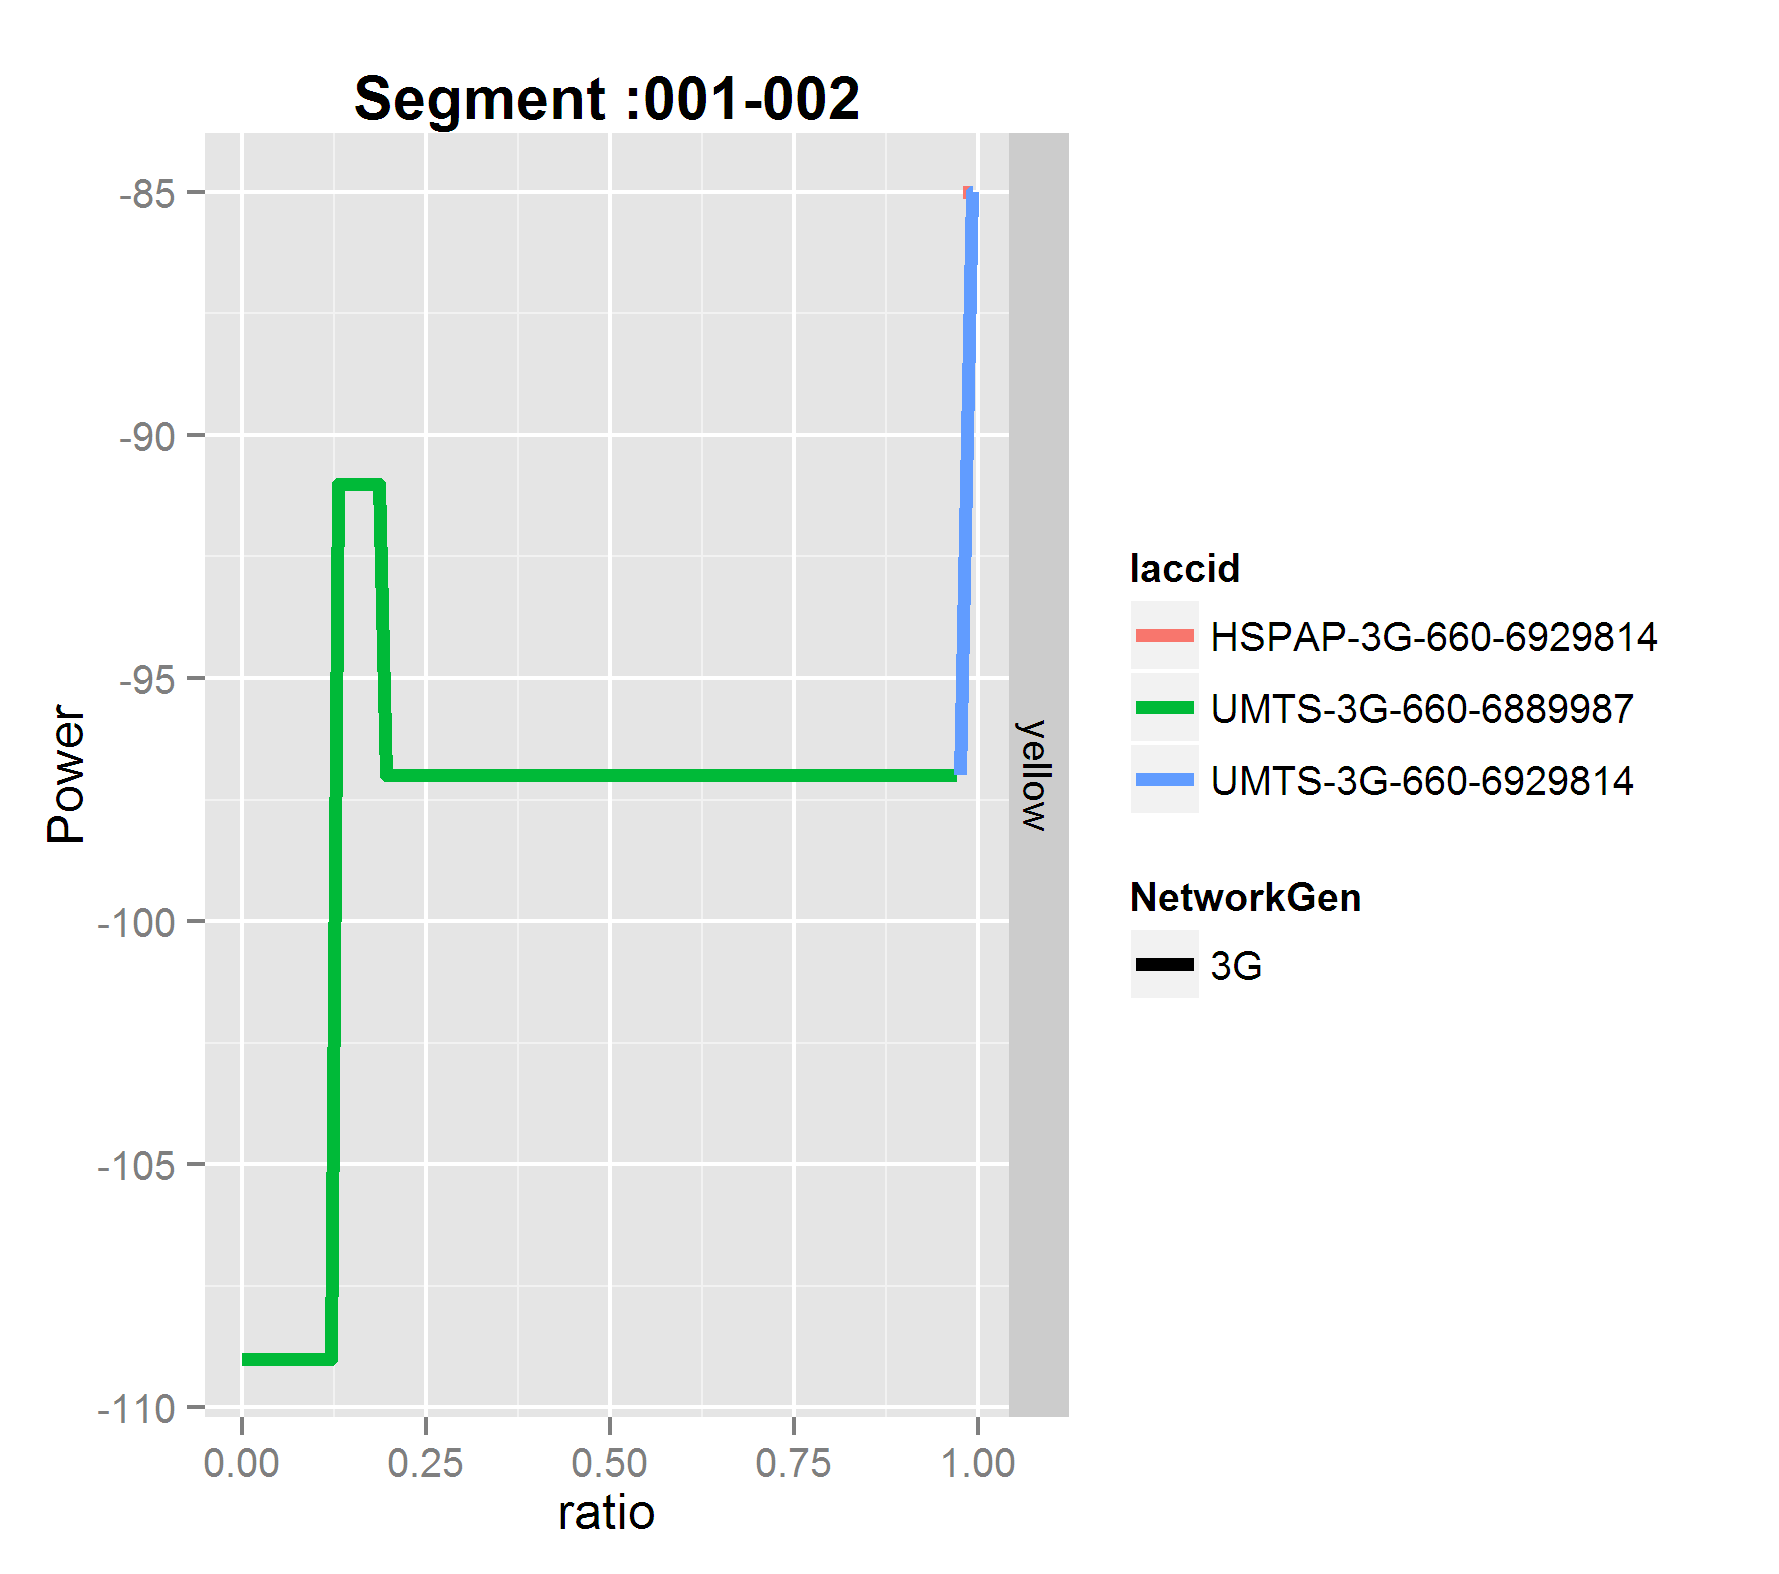 Segment :001-002
-85
-90
-95
-100
-105
-110
Power
0.00 0.25 0.50 0.75 1.00
ratio
yellow
laccid
HSPAP-3G-660-6929814
UMTS-3G-660-6889987
UMTS-3G-660-6929814
NetworkGen
3G